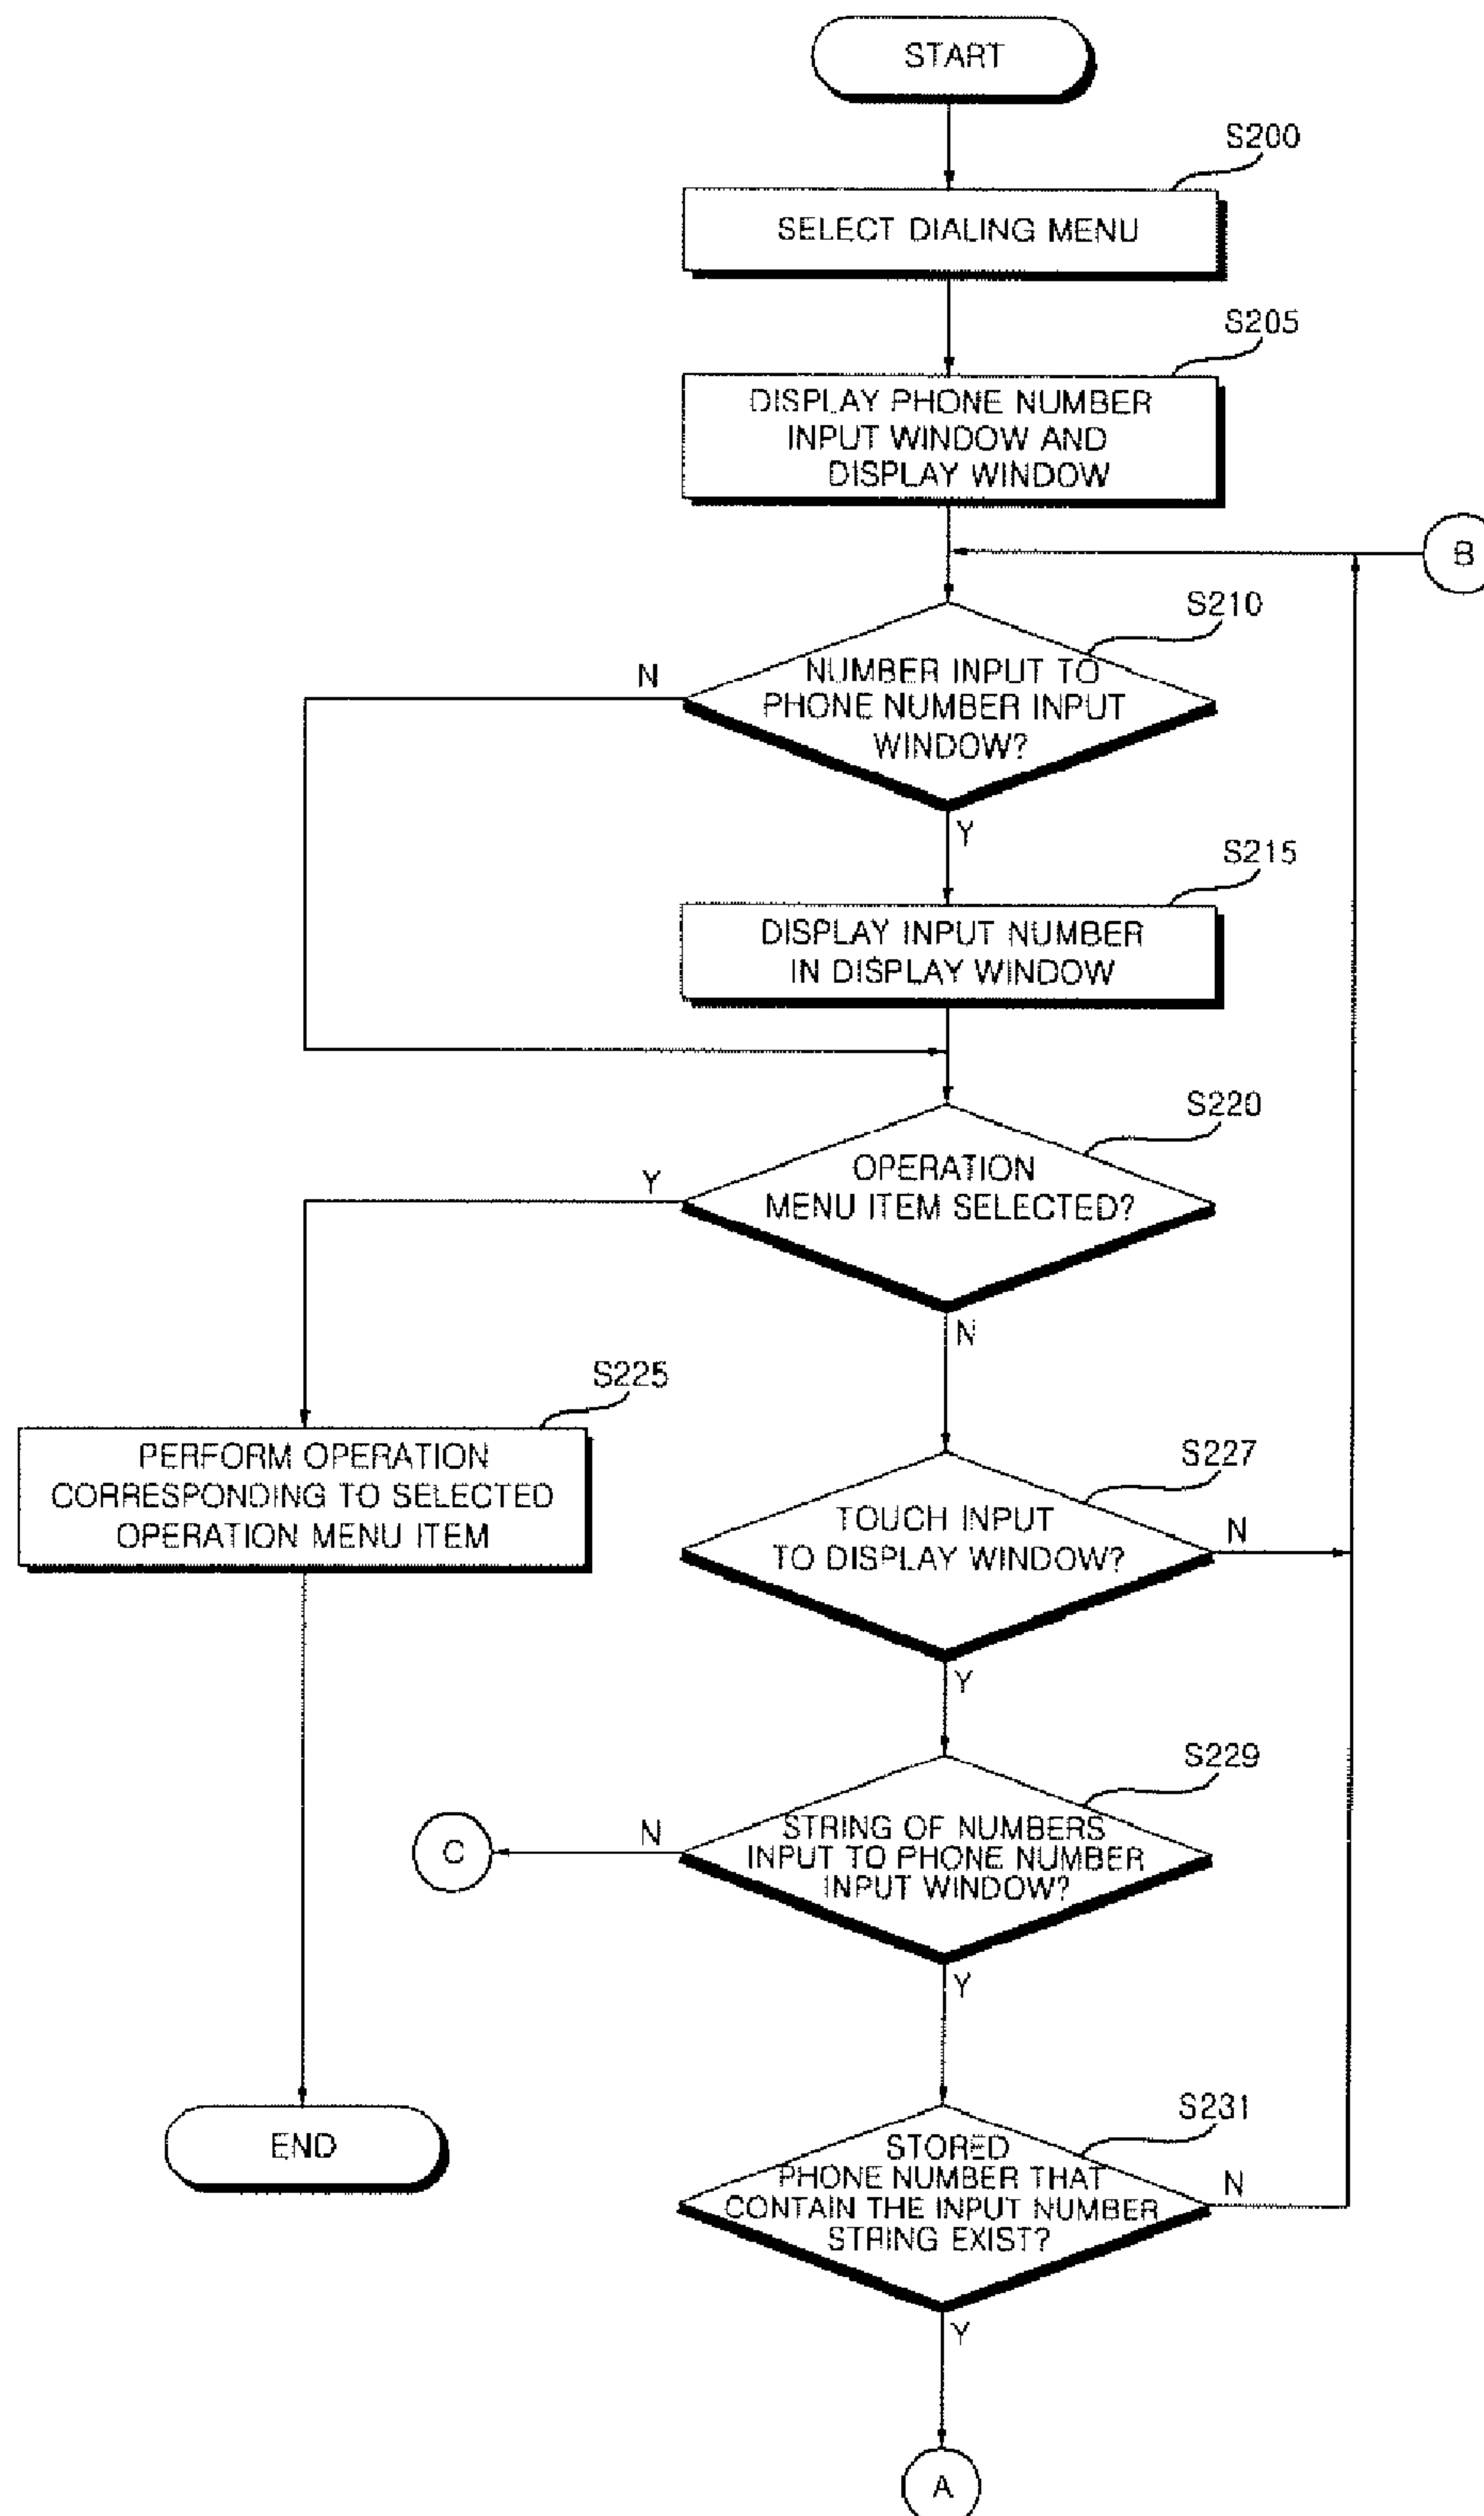 START
S200
SELECT DIALING MENU
S205
DISPLAY PHONE NUMBER
INPUT WINDOW AND
DISPLAY WINDOW
B
S210
N
NUMBER INPUT TO
PHONE NUMBER INPUT
WINDOW?
Y
S215
DISPLAY INPUT NUMBER
IN DISPLAY WINDOW
S220
Y
OPERATION
MENU ITEM SELECTED?
N
S225
PERFORM OPERATION
CORRESPONDING TO SELECTED
OPERATION MENU ITEM
S227
TOUCH INPUT
TO DISPLAY WINDOW?
N
Y
S229
C
N
STRING OF NUMBERS
INPUT TO PHONE NUMBER
INPUT WINDOW?
Y
END
S231
STORED
PHONE NUMBER THAT
CONTAIN THE INPUT NUMBER
STRING EXIST?
N
Y
A